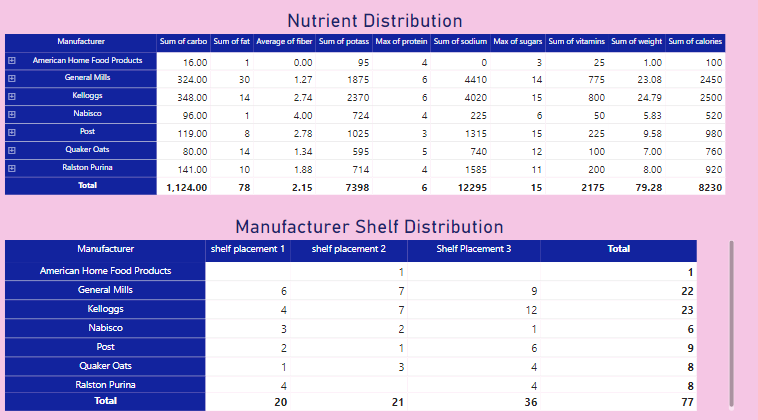 Nutrient Distribution
Manufacturer Sum of carbo Sum of fat Average of fiber Sum of potass Max of protein Sum of sodium Max of sugars Sum of vitamins Sum of weight Sum of calories
American Home Food Products 16.00 1 0.00 95 4 0 3 25 1.00 100
General Mills 324.00 30 1.27 1875 6 4410 14 775 23.08 2450
Kelloggs 348.00 14 2.74 2370 6 4020 15 800 24.79 2500
Nabisco 96.00 1 4.00 724 4 225 6 50 5.83 520
Post 119.00 8 2.78 1025 3 1315 15 225 9.58 980
Quaker Oats 80.00 14 1.34 595 5 740 12 100 7.00 760
Ralston Purina 141.00 10 1.88 714 4 1585 11 200 8.00 920
Total 1,124.00 78 2.15 7398 6 12295 15 2175 79.28 8230
Manufacturer Shelf Distribution
Manufacturer shelf placement 1 shelf placement 2 Shelf Placement 3 Total
American Home Food Products 1 1
General Mills 6 7 9 22
Kelloggs 4 7 12 23
Nabisco 3 2 1 6
Post 2 1 6 9
Quaker Oats 1 3 4 8
Ralston Purina 4 4 8
Total 20 21 36 77